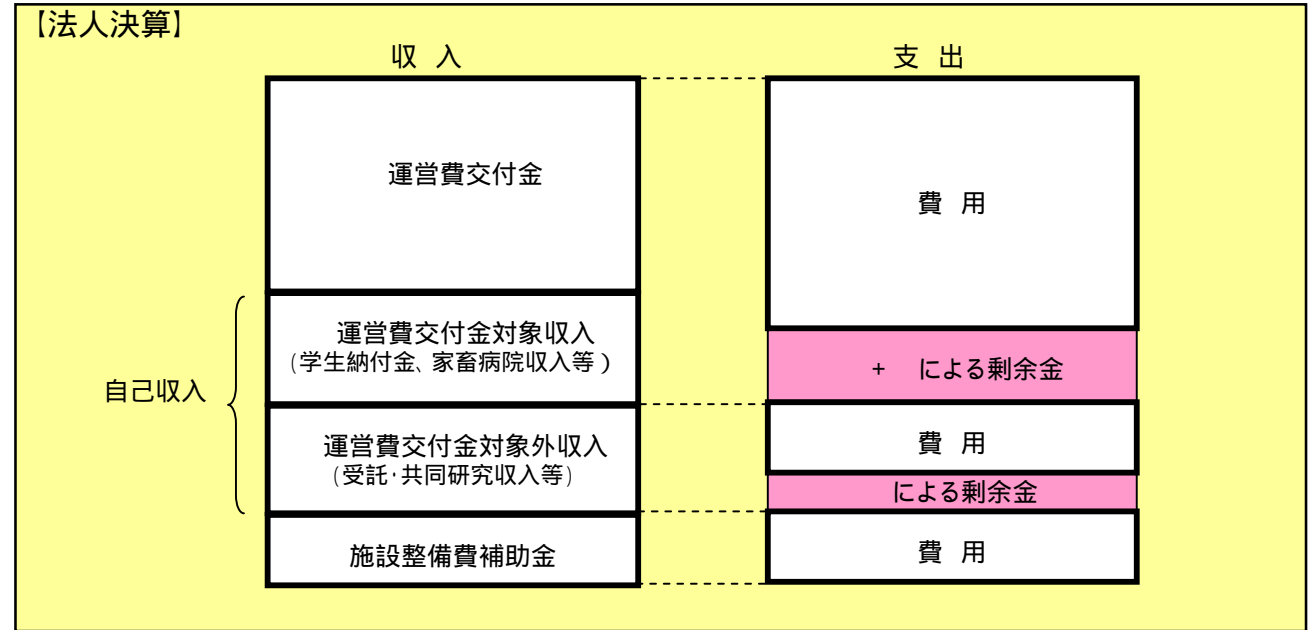 【法人決算】
収 入
支 出
運営費交付金
費 用
運営費交付金対象収入
(学生納付金、家畜病院収入等)
+ による剰余金
自己収入
運営費交付金対象外収入
(受託・共同研究収入等)
費 用
による剰余金
施設整備費補助金
費 用